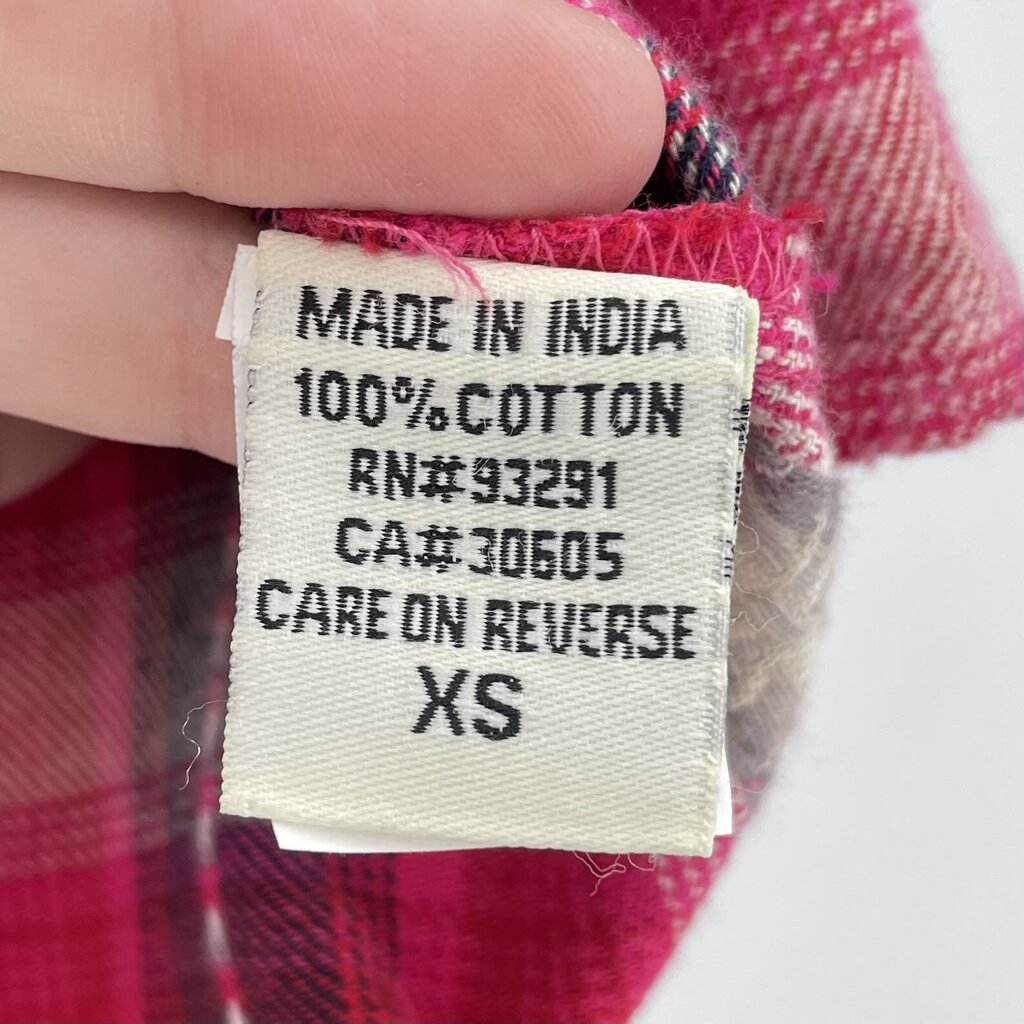 MADE IN INDIA
100% COTTON
RN#93291
CA#30605
CARE ON REVERSE
XS